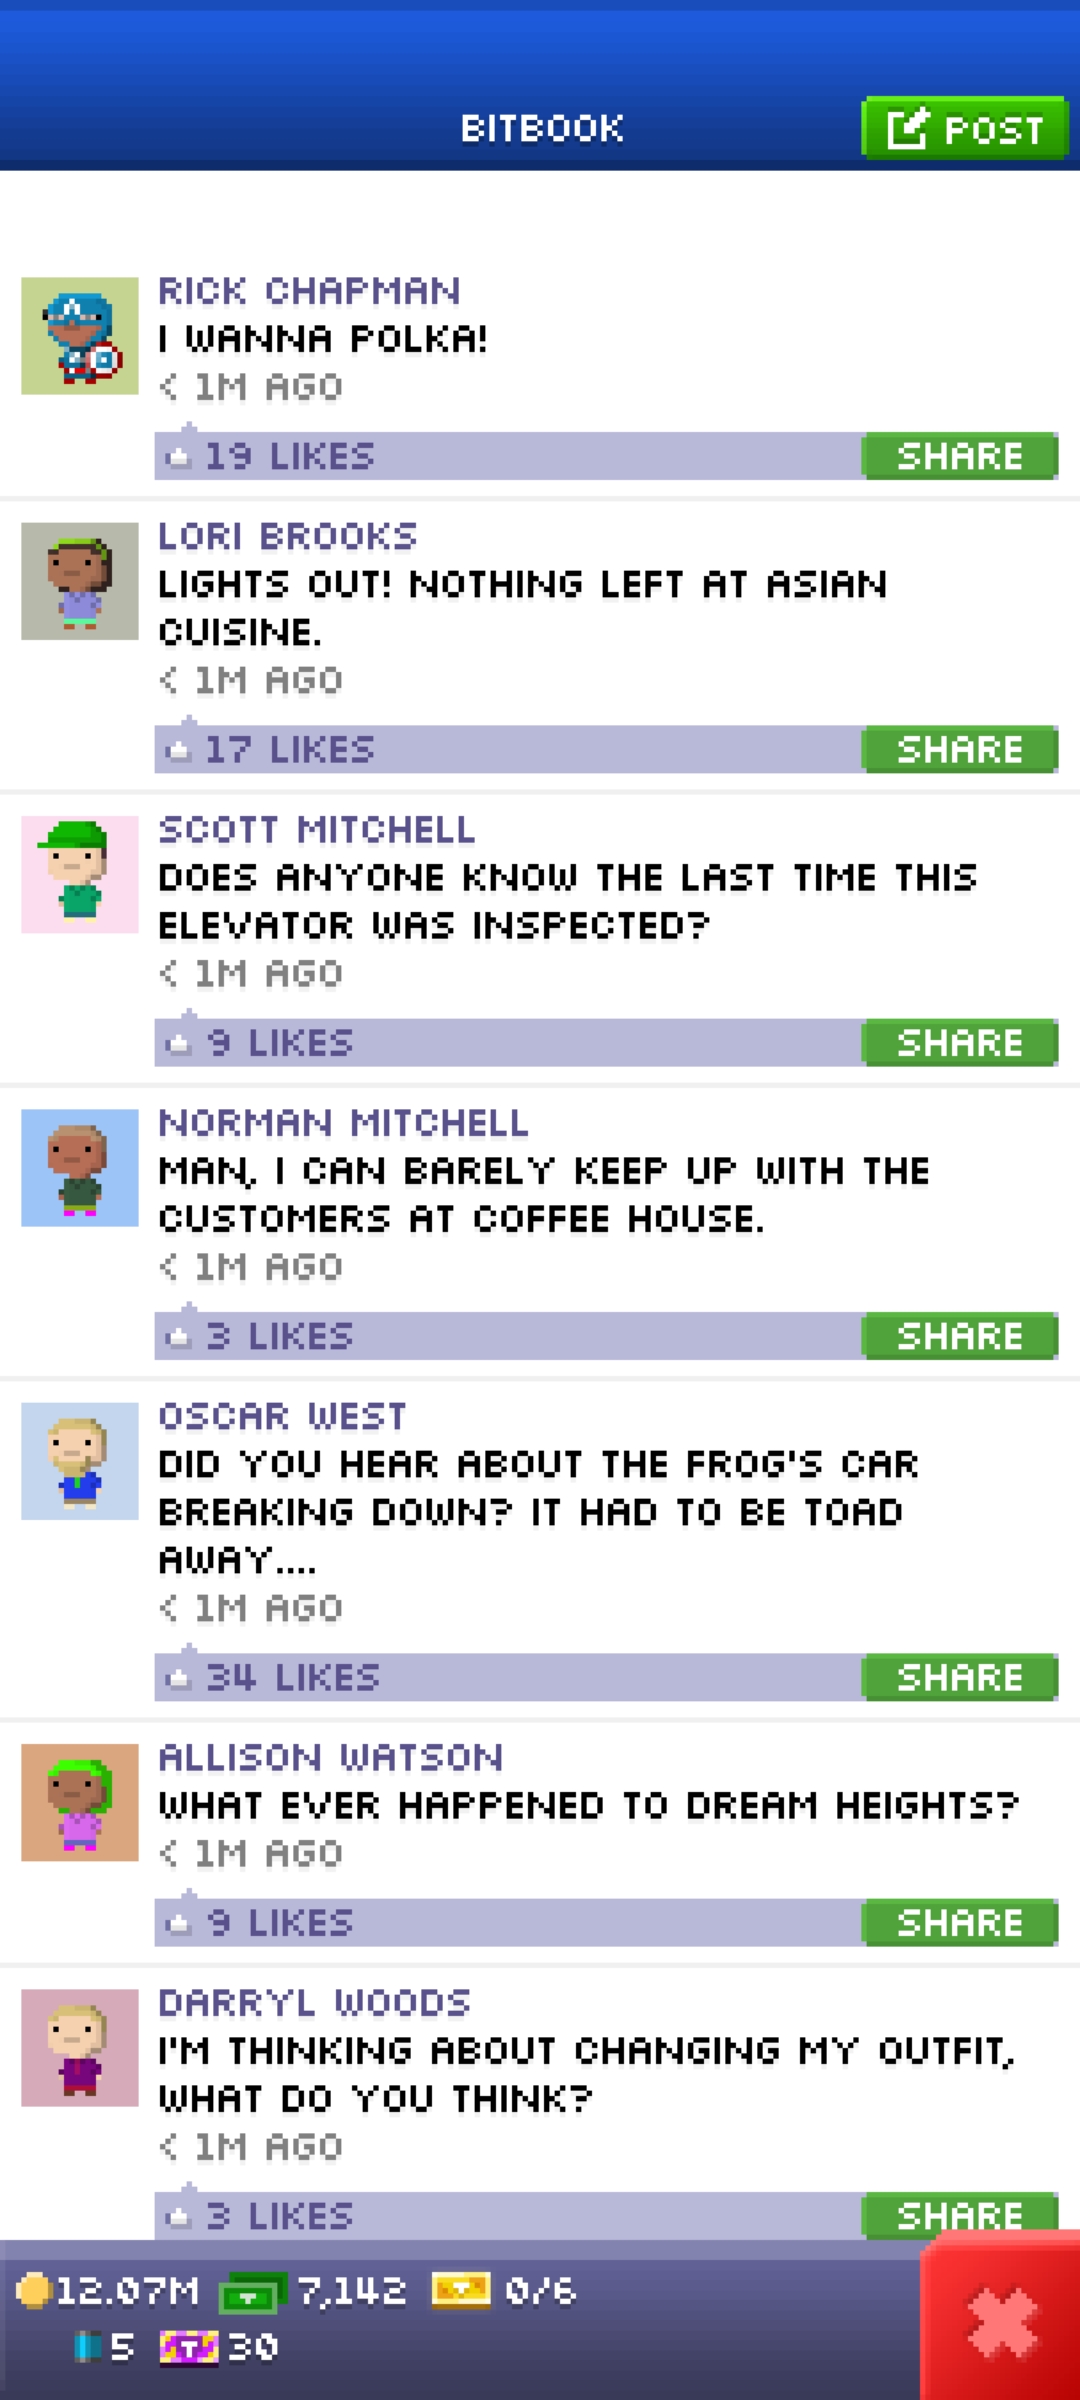 BITBOOK
POST
RICK CHAPMAN
I WANNA POLKA!
< 1M AGO
19 LIKES
SHARE
LORI BROOKS
LIGHTS OUT! NOTHING LEFT AT ASIAN
CUISINE.
< 1M AGO
17 LIKES
SHARE
SCOTT MITCHELL
DOES ANYONE KNOW THE LAST TIME THIS
ELEVATOR WAS INSPECTED?
< 1M AGO
9 LIKES
SHARE
NORMAN MITCHELL
MAN, I CAN BARELY KEEP UP WITH THE
CUSTOMERS AT COFFEE HOUSE.
< 1M AGO
3 LIKES
SHARE
OSCAR WEST
DID YOU HEAR ABOUT THE FROG'S CAR
BREAKING DOWN? IT HAD TO BE TOAD
AWAY....
< 1M AGO
34 LIKES
SHARE
ALLISON WATSON
WHAT EVER HAPPENED TO DREAM HEIGHTS?
< 1M AGO
9 LIKES
SHARE
DARRYL WOODS
I'M THINKING ABOUT CHANGING MY OUTFIT,
WHAT DO YOU THINK?
< 1M AGO
3 LIKES
SHARE
12.07M 7,142 0/6
5 T 30